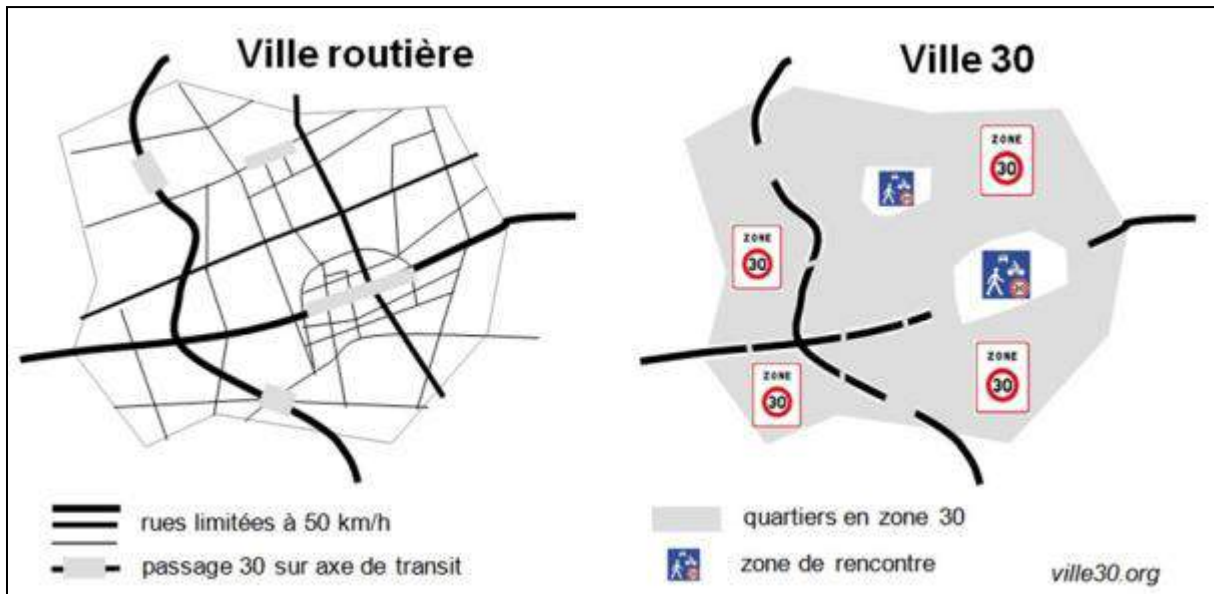 Ville routière
Ville 30
ZONE
30
ZONE
30
ZONE
30
ZONE
30
rues limitées à 50 km/h
passage 30 sur axe de transit
quartiers en zone 30
zone de rencontre
ville30.org